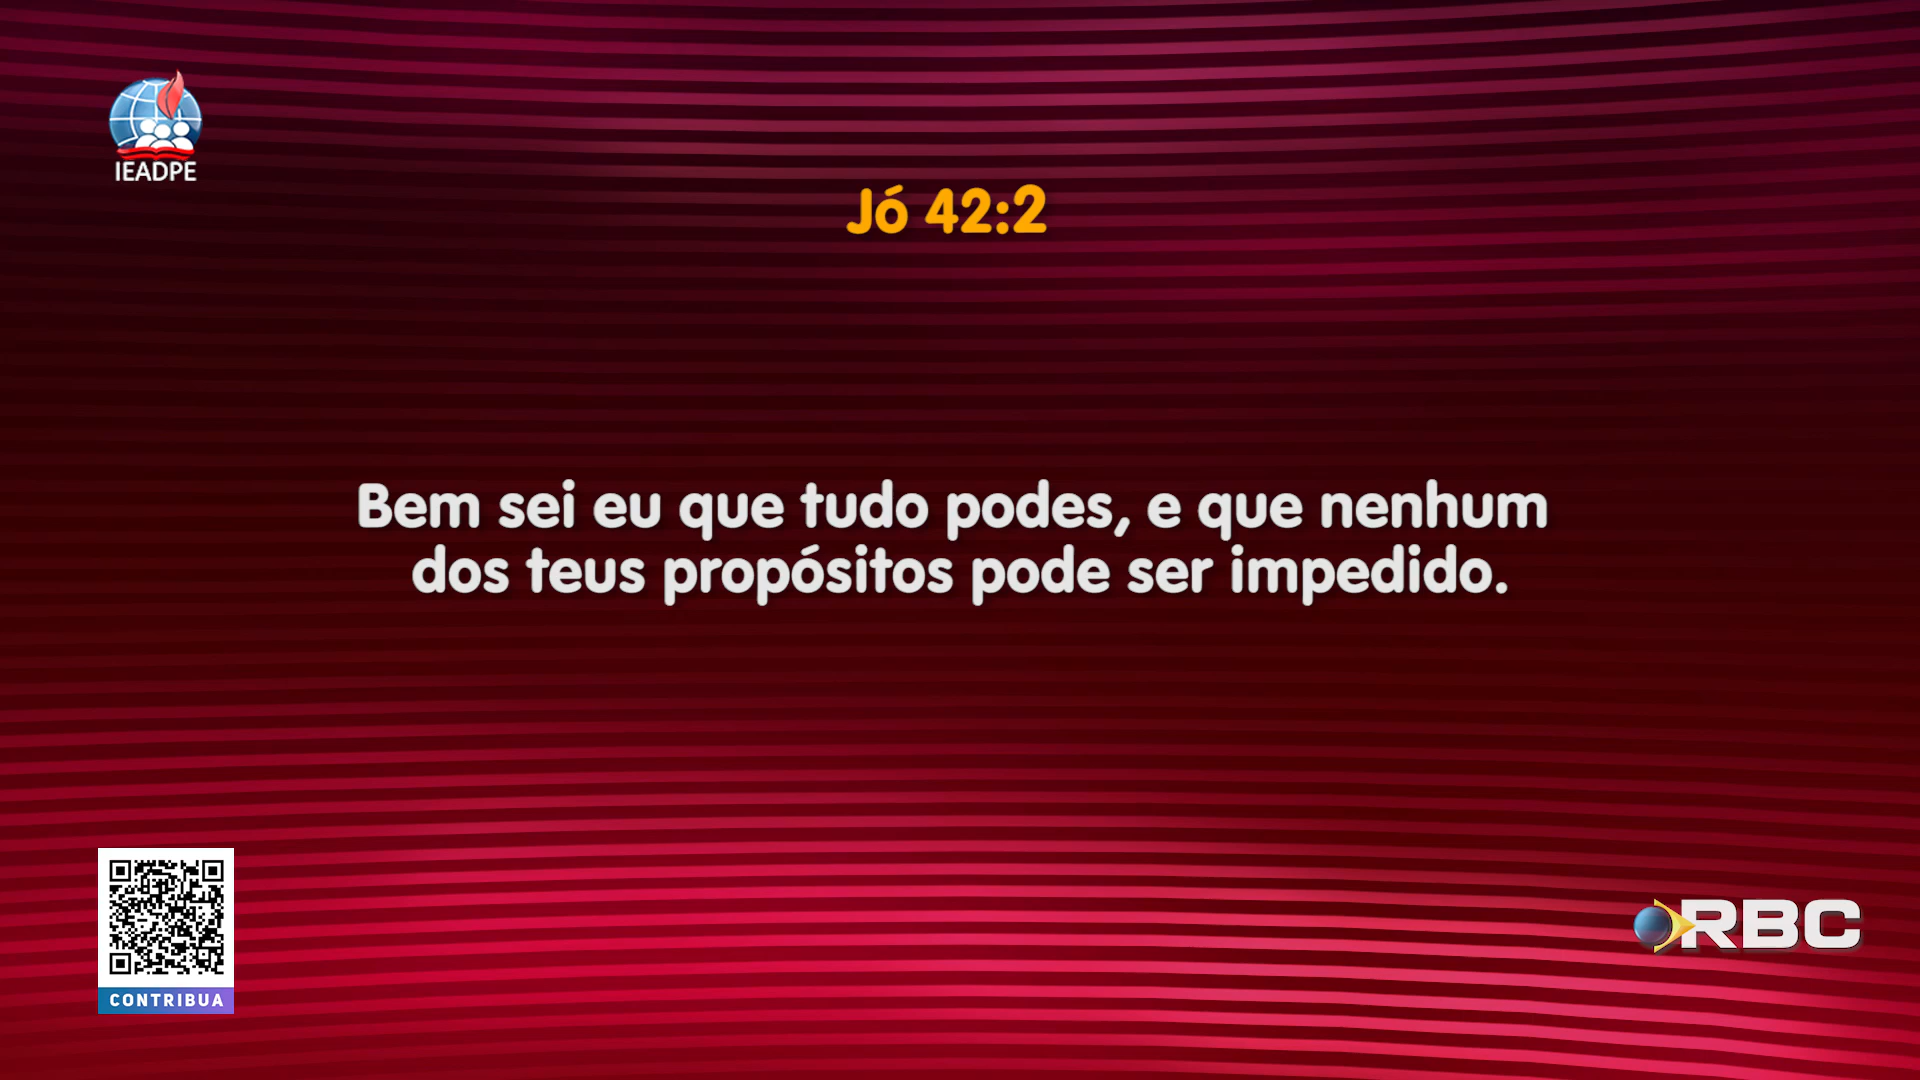 IEADPE
Jó 42:2
Bem sei eu que tudo podes, e que nenhum
dos teus propósitos pode ser impedido.
CONTRIBUA
RBC